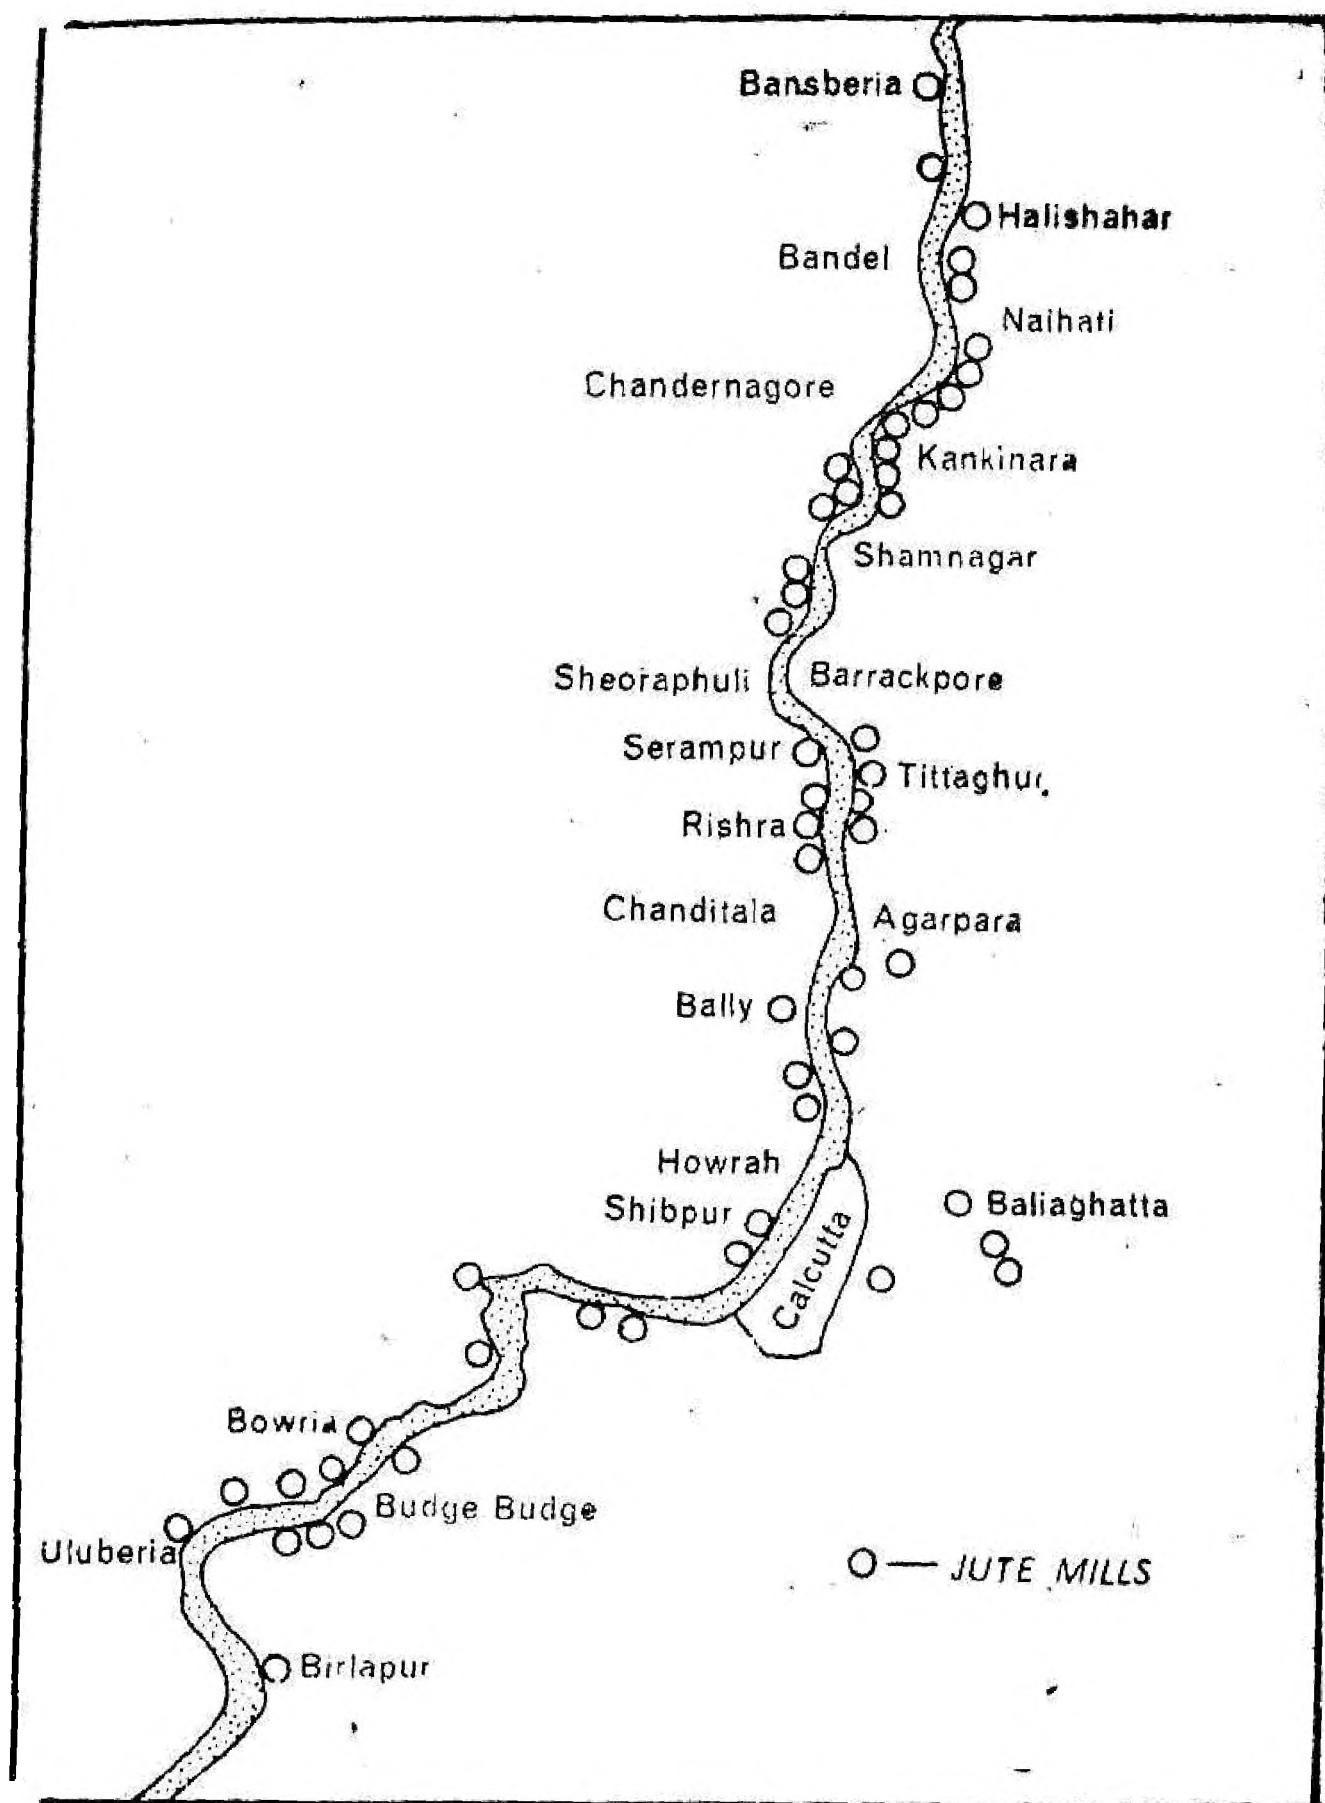 Bansberia
Halishahar
Bandel
Naihati
Chandernagore
Kankinara
Shamnagar
Sheoraphuli
Barrackpore
Serampur
Tittaghur
Rishra
Chanditala
Agarpara
Bally
Howrah
Shibpur
Baliaghatta
Calcutta
Bowria
Budge Budge
Uluberia
JUTE MILLS
Birlapur